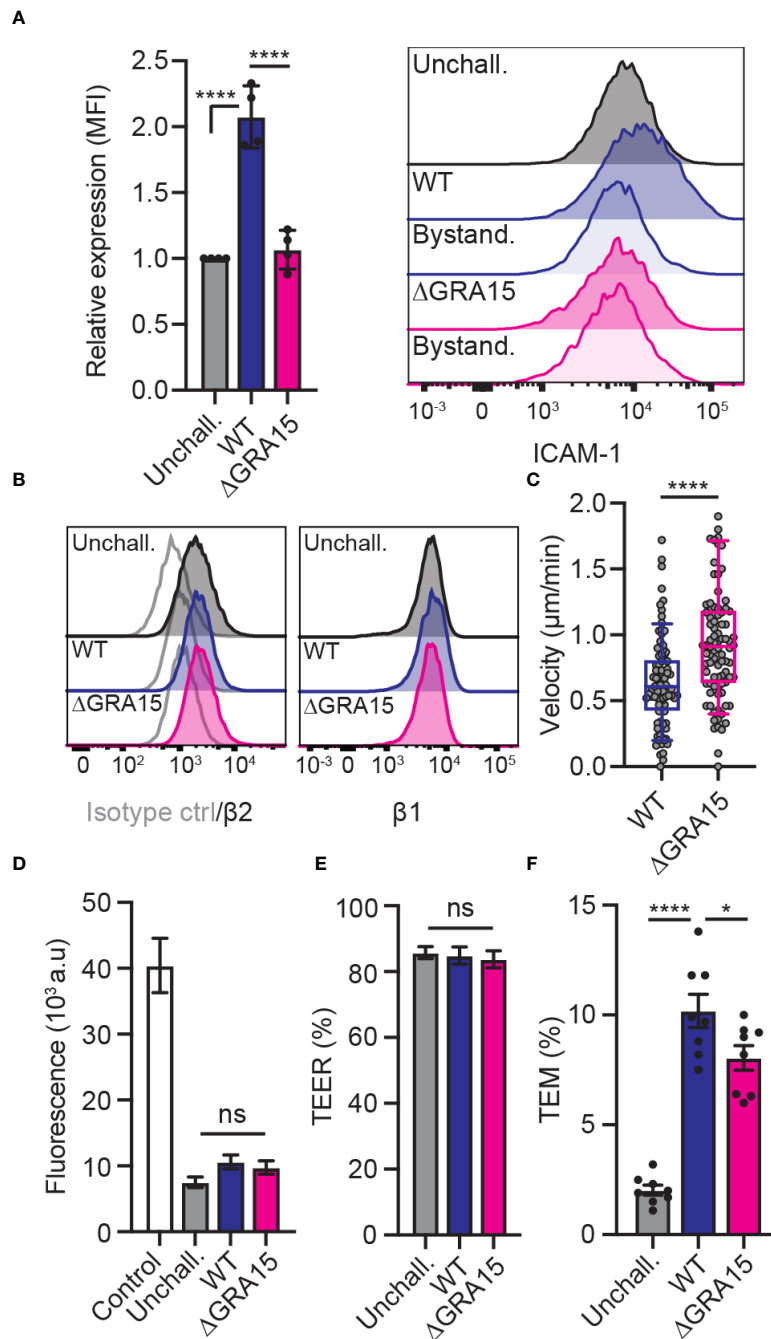 A
Relative expression (MFI)
2.5
2.0
1.5
1.0
0.5
0.0
****
****
Unchall.
WT
ΔGRA15
Unchall.
WT
Bystand.
ΔGRA15
Bystand.
10-3 0 10³ 10⁴ 10⁵
ICAM-1
B
Unchall.
WT
ΔGRA15
0 10² 10³ 10⁴
Isotype ctrl/β2
Unchall.
WT
ΔGRA15
10-3 0 10³ 10⁴ 10⁵
β1
C
****
Velocity (µm/min)
2.0
1.5
1.0
0.5
0.0
WT
ΔGRA15
D
Fluorescence (10³ a.u)
50
40
30
20
10
0
ns
Control
Unchall.
WT
ΔGRA15
E
TEER (%)
100
80
60
40
20
0
ns
Unchall.
WT
ΔGRA15
F
TEM (%)
15
10
5
0
****
*
Unchall.
WT
ΔGRA15